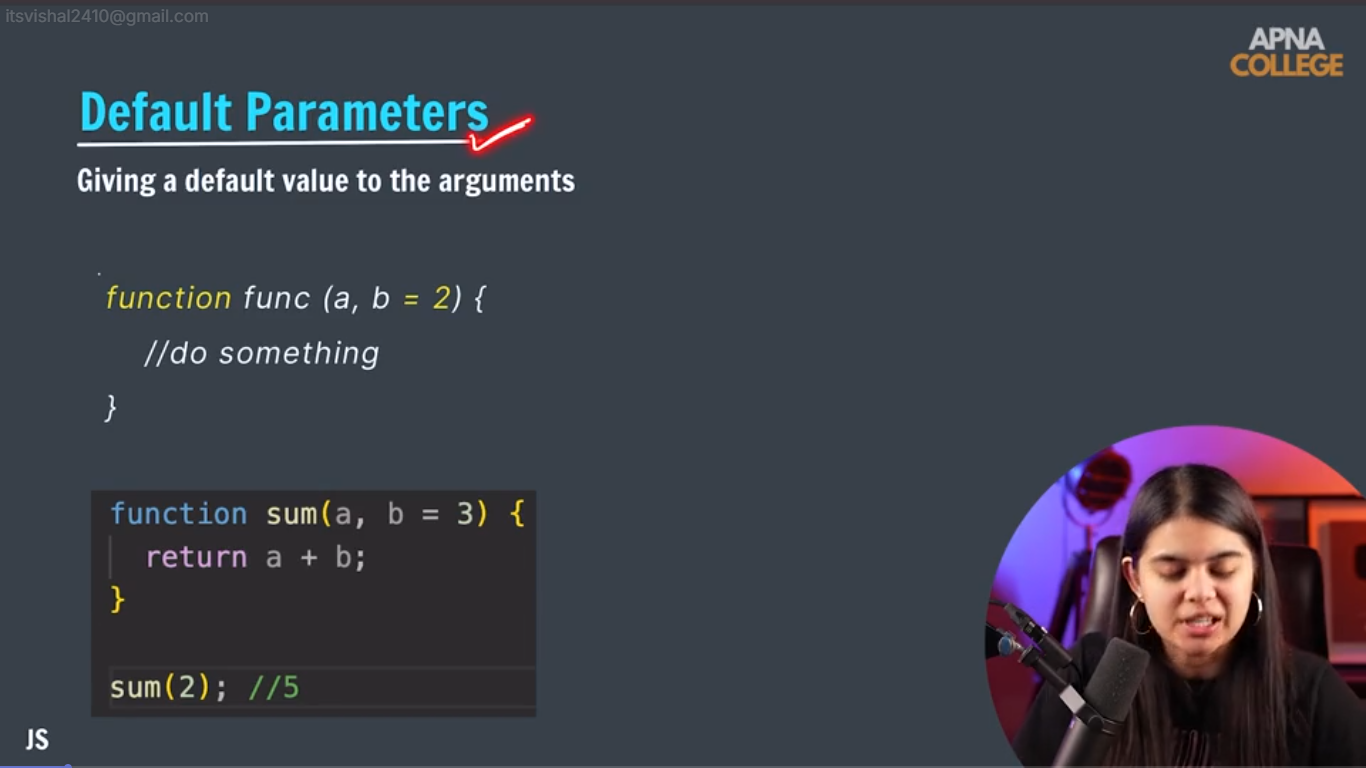 itsvishal2410@gmail.com
APNA
COLLEGE
Default Parameters
Giving a default value to the arguments
function func (a, b = 2) {
//do something
}
function sum(a, b = 3) {
return a + b;
}
sum(2); //5
JS